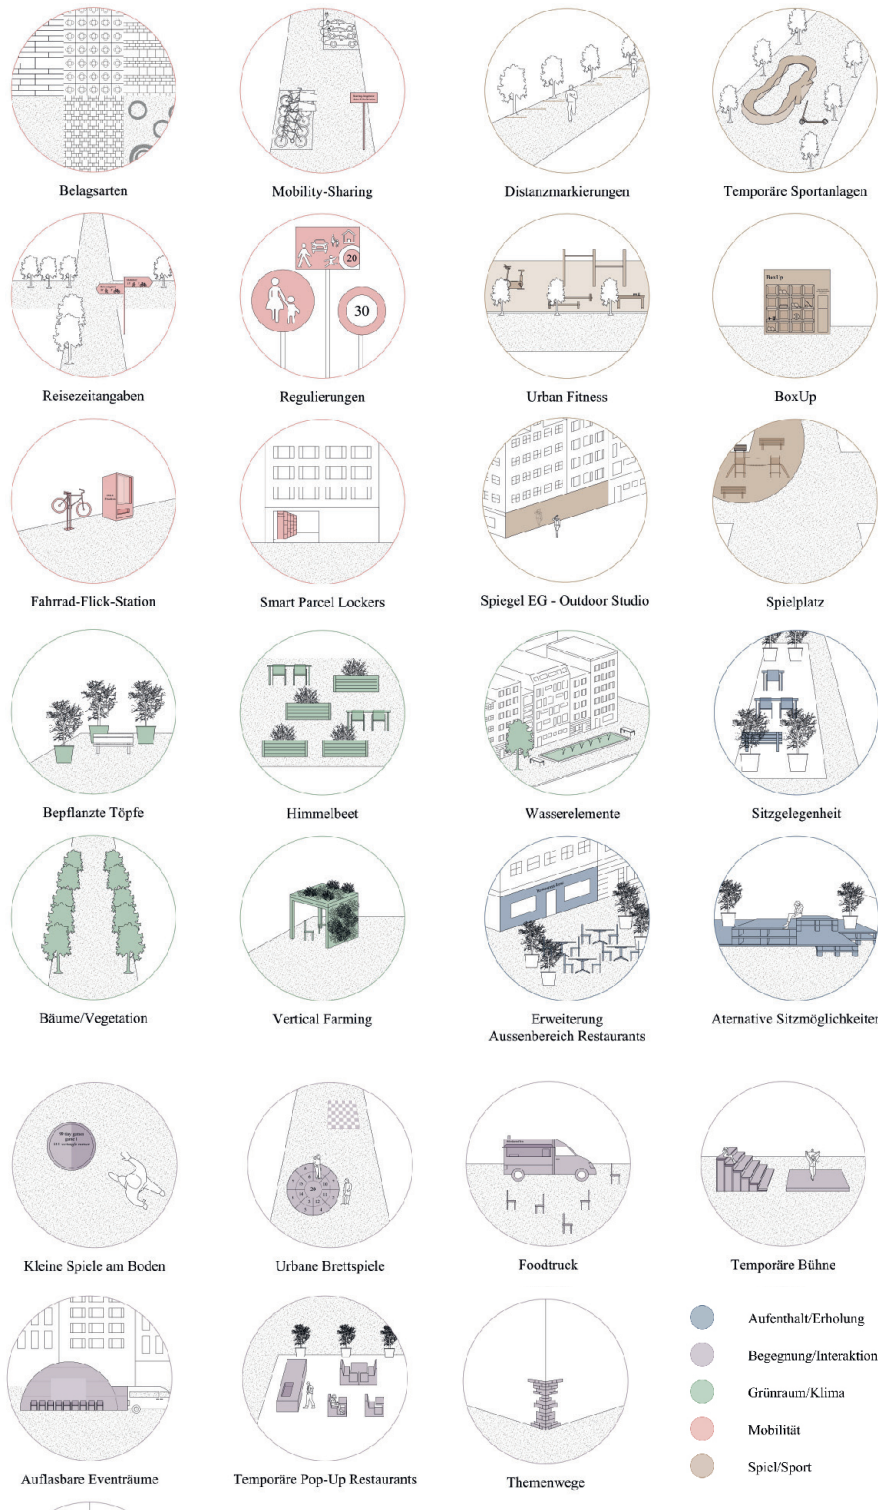 Belagsarten
Mobility-Sharing
Distanzmarkierungen
Temporäre Sportanlagen
Reisezeitangaben
20
30
Regulierungen
Urban Fitness
BoxUp
BoxUp
Fahrrad-Flick-Station
Smart Parcel Lockers
Spiegel EG - Outdoor Studio
Spielplatz
Bepflanzte Töpfe
Himmelbeet
Wasserelemente
Sitzgelegenheit
Bäume/Vegetation
Vertical Farming
Erweiterung
Aussenbereich Restaurants
Aternative Sitzmöglichkeiten
Kleine Spiele am Boden
20
Urbane Brettspiele
Foodtruck
Temporäre Bühne
Auflasbare Eventräume
Temporäre Pop-Up Restaurants
Themenwege
Aufenthalt/Erholung
Begegnung/Interaktion
Grünraum/Klima
Mobilität
Spiel/Sport